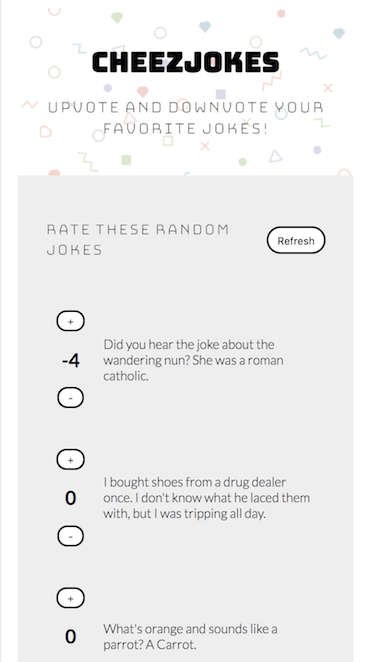 CHEEZJOKES
UPVOTE AND DOWNVOTE YOUR
FAVORITE JOKES!
RATE THESE RANDOM
JOKES
Refresh
+
-4
-
Did you hear the joke about the
wandering nun? She was a roman
catholic.
+
0
-
I bought shoes from a drug dealer
once. I don't know what he laced them
with, but I was tripping all day.
+
0
What's orange and sounds like a
parrot? A Carrot.